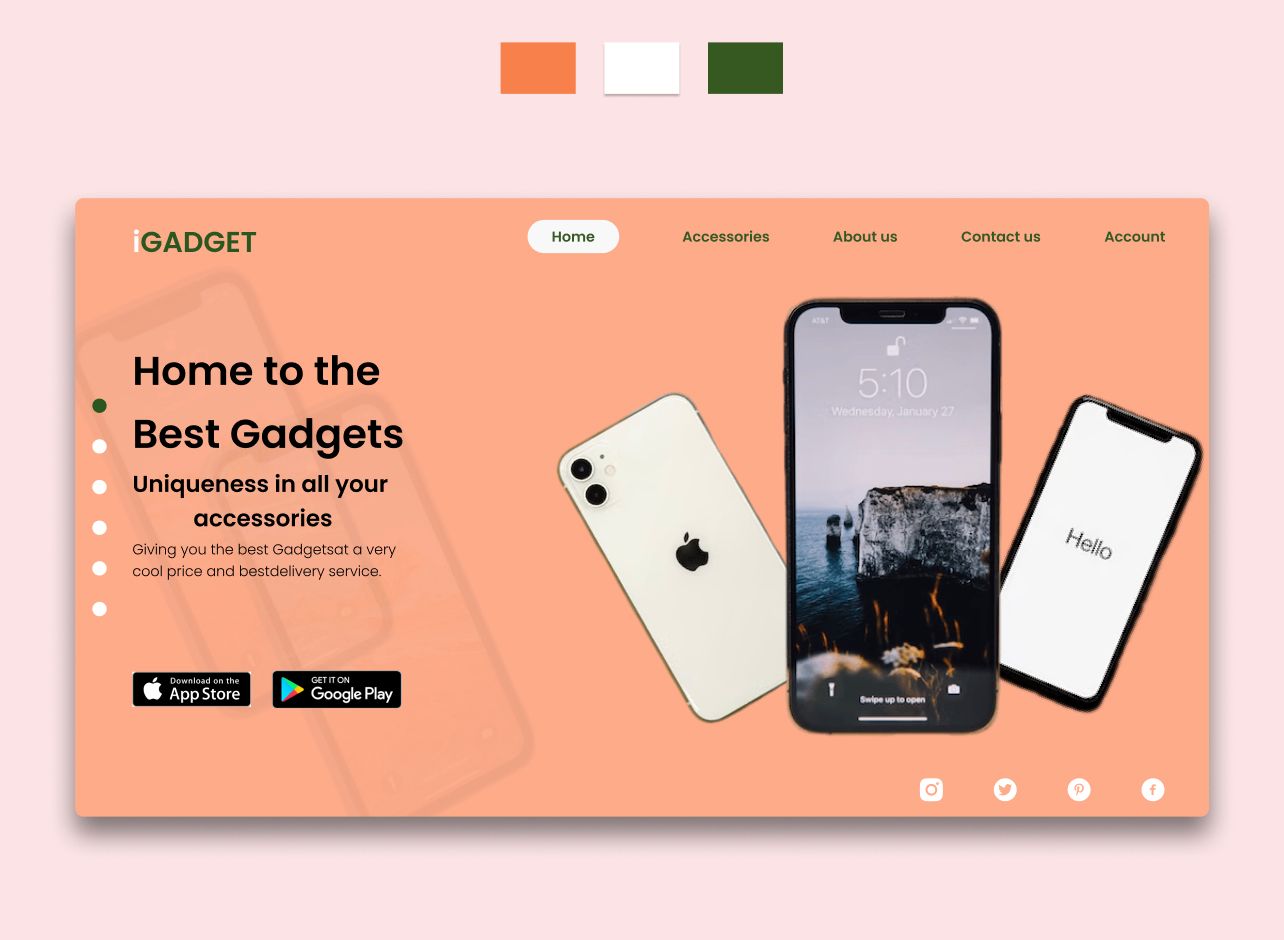 iGADGET
Home
Accessories
About us
Contact us
Account
Home to the
Best Gadgets
Uniqueness in all your
accessories
Giving you the best Gadgetsat a very
cool price and bestdelivery service.
Download on the
App Store
GET IT ON
Google Play
AT&T
5:10
Wednesday, January 27
Swipe up to open
Hello